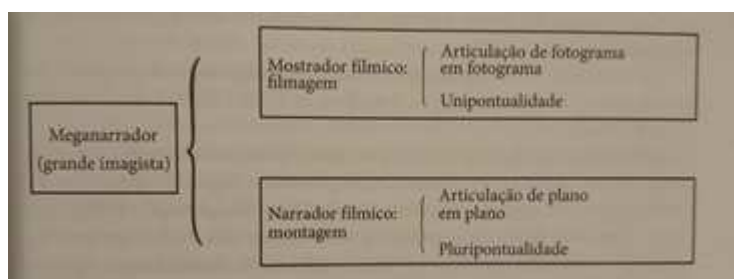 Mostrador fílmico:
filmagem
Articulação de fotograma
em fotograma
Unipontualidade
Meganarrador
(grande imagista)
Narrador fílmico:
montagem
Articulação de plano
em plano
Pluripontualidade